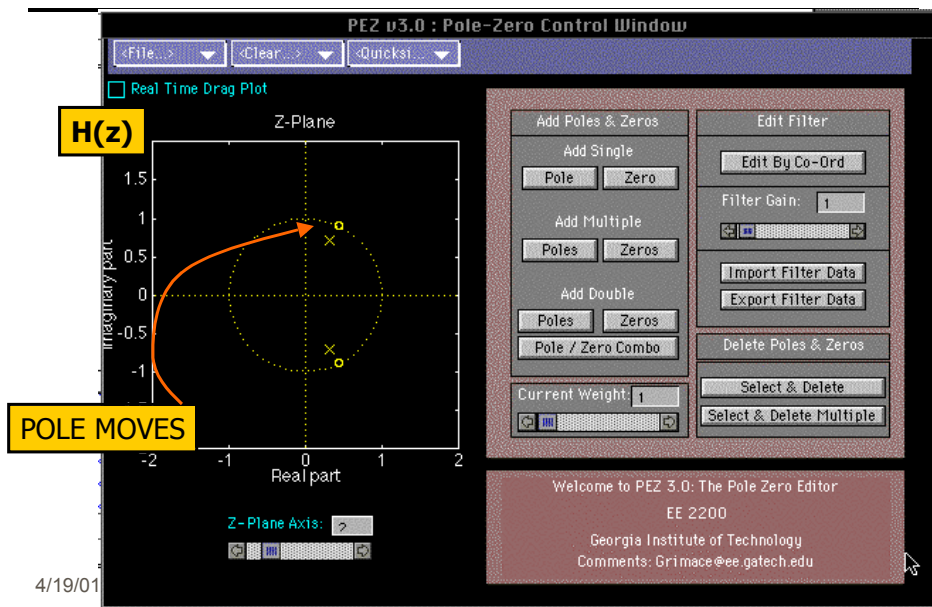 PEZ v3.0 : Pole-Zero Control Window
<File...>
<Clear...>
<Quicksi...
Real Time Drag Plot
H(z)
Z-Plane
1.5
1
0.5
0
-0.5
-1
Imaginary part
POLE MOVES
-2
-1
0
1
2
Real part
Z-Plane Axis:
2
4/19/01
Add Poles & Zeros
Add Single
Pole
Zero
Add Multiple
Poles
Zeros
Add Double
Poles
Zeros
Pole / Zero Combo
Current Weight:
1
Edit Filter
Edit By Co-Ord
Filter Gain:
1
Import Filter Data
Export Filter Data
Delete Poles & Zeros
Select & Delete
Select & Delete Multiple
Welcome to PEZ 3.0: The Pole Zero Editor
EE 2200
Georgia Institute of Technology
Comments: Grimace@ee.gatech.edu